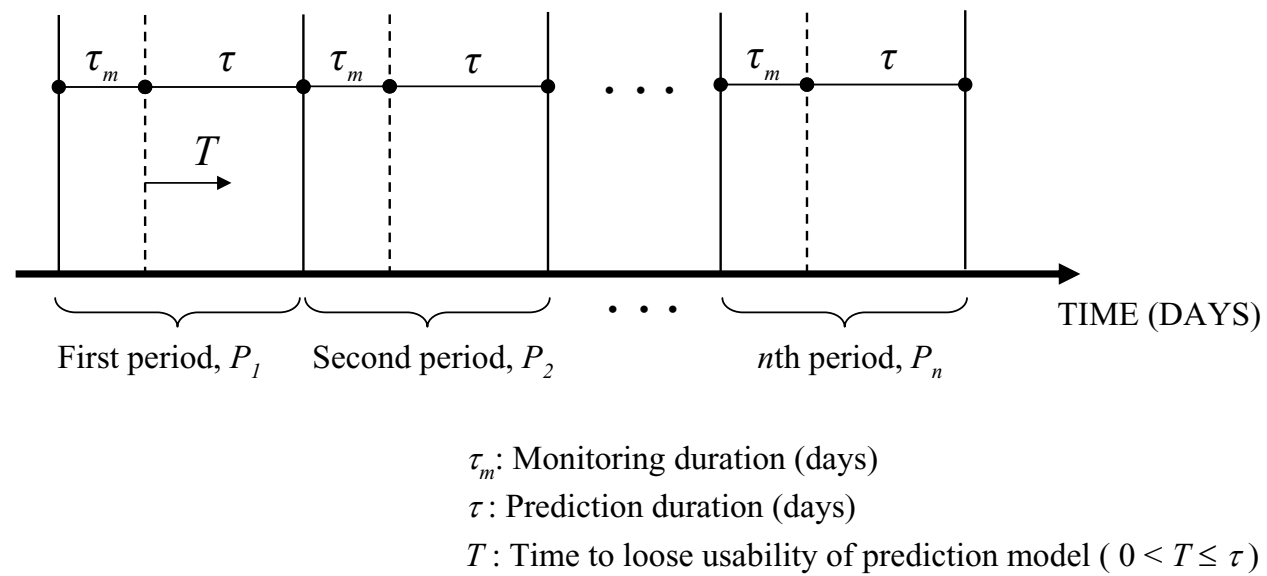 τm τ τm τ . . . τm τ
T
TIME (DAYS)
. . .
First period, P1 Second period, P2 nth period, Pn
τm: Monitoring duration (days)
τ : Prediction duration (days)
T : Time to loose usability of prediction model ( 0 < T ≤ τ )